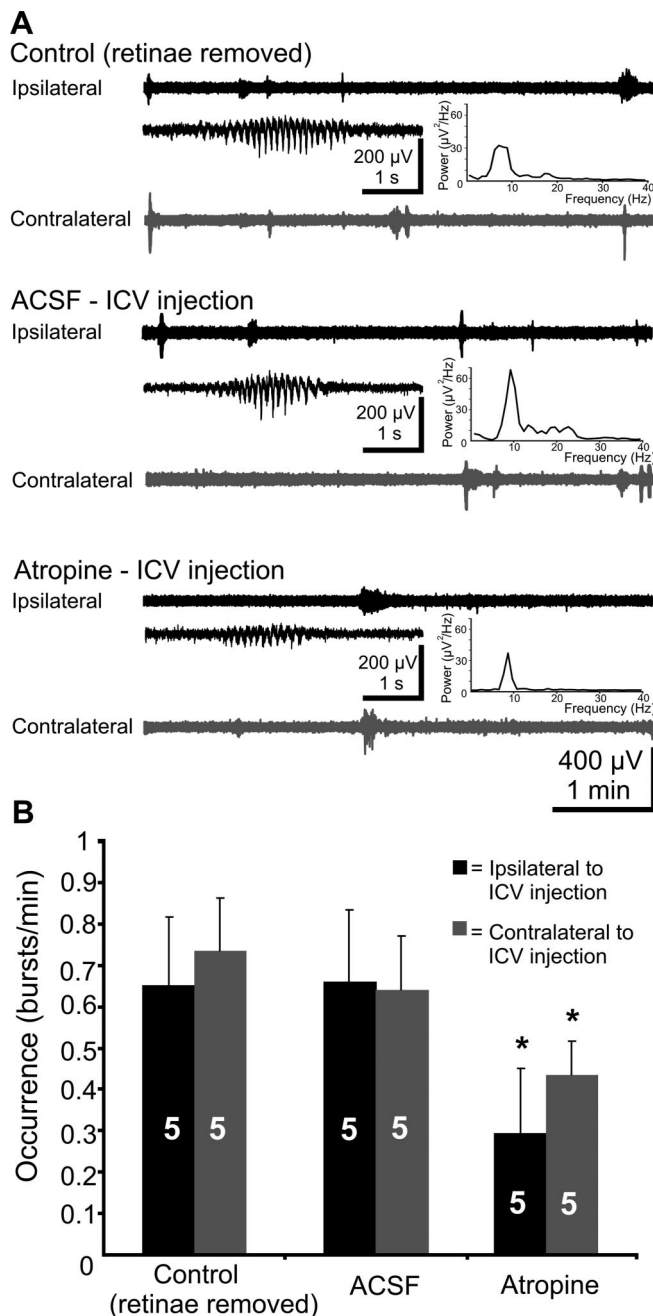 A
Control (retinae removed)
Ipsilateral
200 µV
1 s
Power (µV²/Hz)
60
30
0
10
20
30
40
Frequency (Hz)
Contralateral
ACSF - ICV injection
Ipsilateral
200 µV
1 s
Power (µV²/Hz)
60
30
0
10
20
30
40
Frequency (Hz)
Contralateral
Atropine - ICV injection
Ipsilateral
200 µV
1 s
Power (µV²/Hz)
60
30
0
10
20
30
40
Frequency (Hz)
Contralateral
400 µV
1 min
B
Occurrence (bursts/min)
1
0.9
0.8
0.7
0.6
0.5
0.4
0.3
0.2
0.1
0
= Ipsilateral to
ICV injection
= Contralateral to
ICV injection
* *
5 5 5 5 5 5
Control
(retinae removed)
ACSF
Atropine